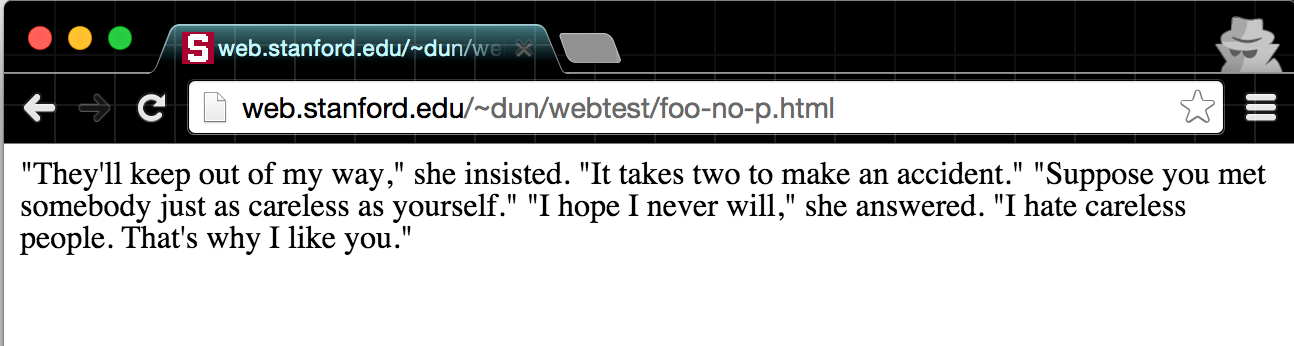 S web.stanford.edu/~dun/we
web.stanford.edu/~dun/webtest/foo-no-p.html
"They'll keep out of my way," she insisted. "It takes two to make an accident." "Suppose you met
somebody just as careless as yourself." "I hope I never will," she answered. "I hate careless
people. That's why I like you."